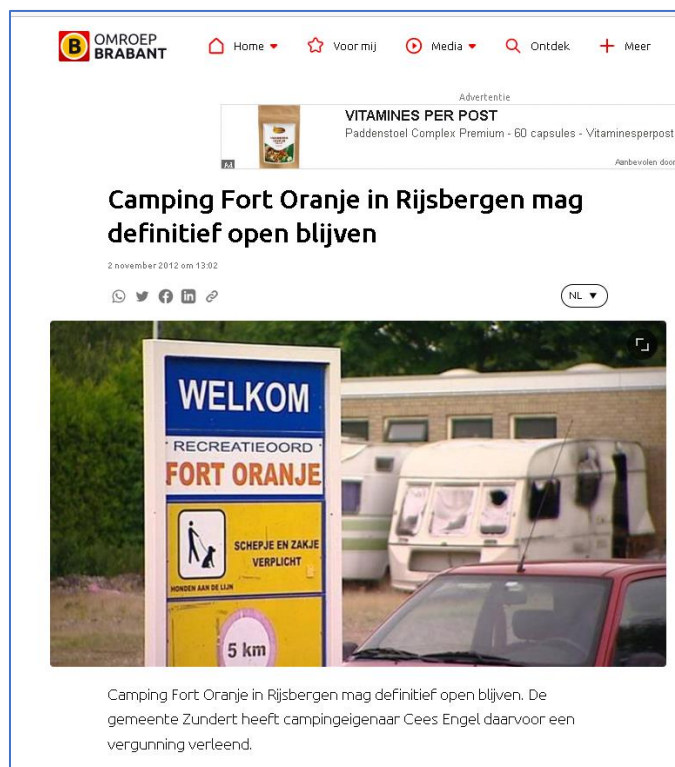 OMROEP
BRABANT
Home
Voor mij
Media
Ontdek
Meer
Advertentie
VITAMINES PER POST
Paddenstoel Complex Premium - 60 capsules - Vitaminesperpost
Ad
Aanbevolen door
Camping Fort Oranje in Rijsbergen mag
definitief open blijven
2 november 2012 om 13:02
NL
WELKOM
RECREATIEOORD
FORT ORANJE
SCHEPJE EN ZAKJE
VERPLICHT
HONDEN AAN DE LIJN
5 km
Camping Fort Oranje in Rijsbergen mag definitief open blijven. De
gemeente Zundert heeft campingeigenaar Cees Engel daarvoor een
vergunning verleend.